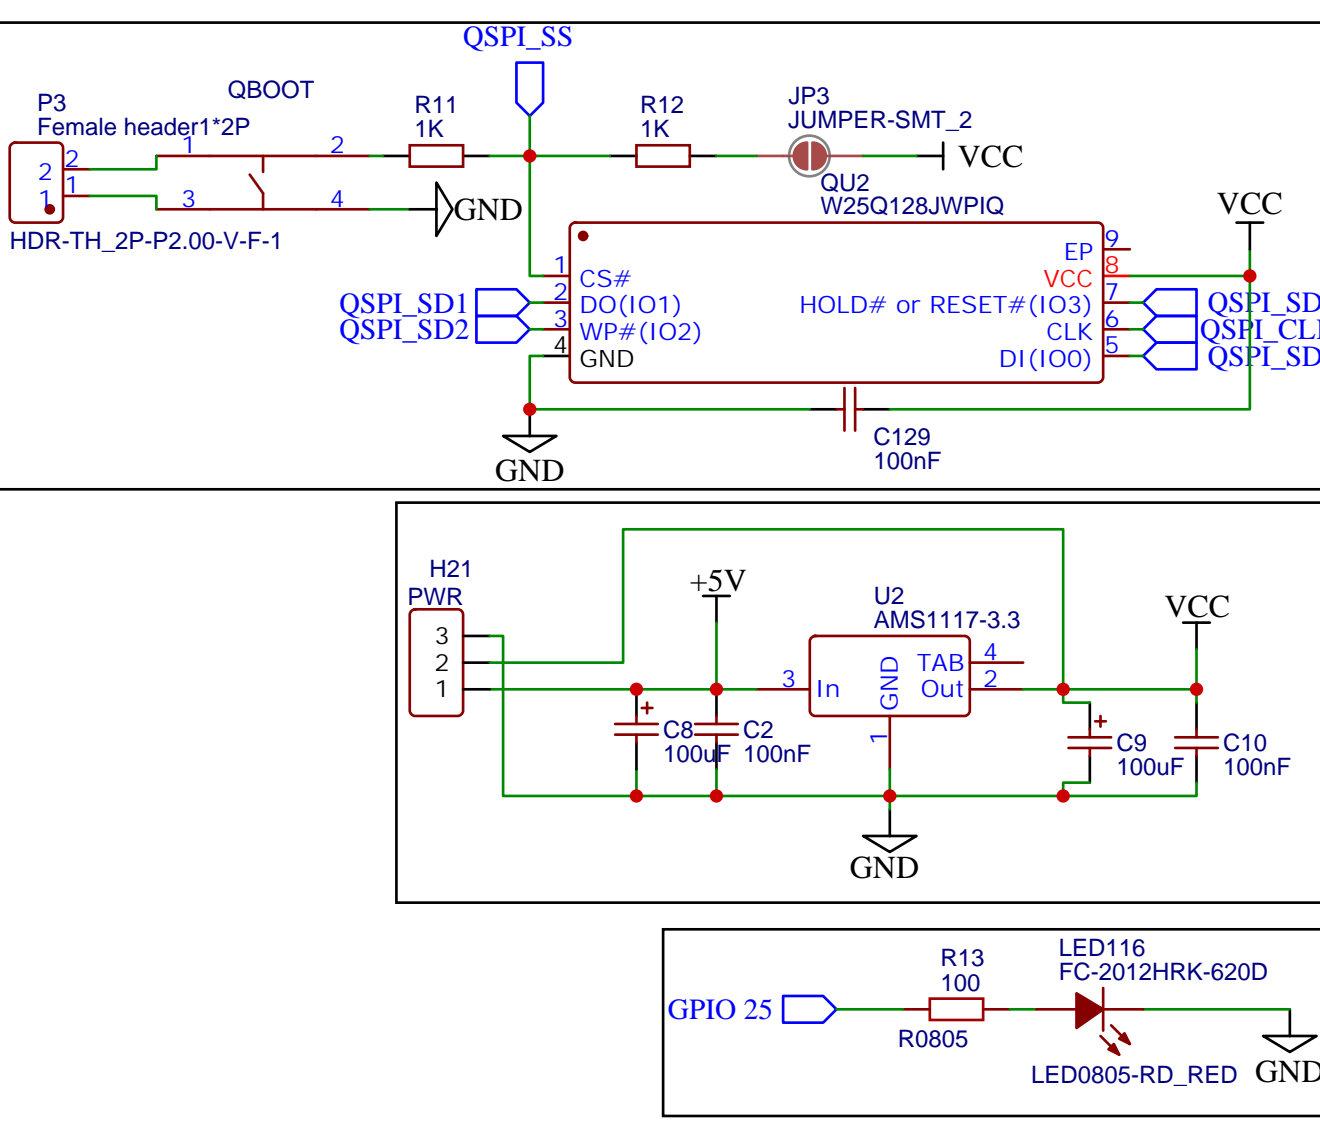 QSPI_SS
P3
Female header1*2P
QBOOT
R11
1K
R12
1K
JP3
JUMPER-SMT_2
VCC
2
1
2
1
1
2
3
4
GND
HDR-TH_2P-P2.00-V-F-1
QU2
W25Q128JWPIQ
VCC
1
CS#
QSPI_SD1
2
DO(IO1)
QSPI_SD2
3
WP#(IO2)
4
GND
EP
9
VCC
8
HOLD# or RESET#(IO3)
7
QSPI_SD
CLK
6
QSPI_CL
DI(IO0)
5
QSPI_SD
C129
100nF
GND
H21
PWR
3
2
1
+5V
U2
AMS1117-3.3
VCC
3
In
GND
TAB
4
Out
2
1
+
C8
100uF
C2
100nF
+
C9
100uF
C10
100nF
GND
R13
100
LED116
FC-2012HRK-620D
GPIO 25
R0805
LED0805-RD_RED
GND